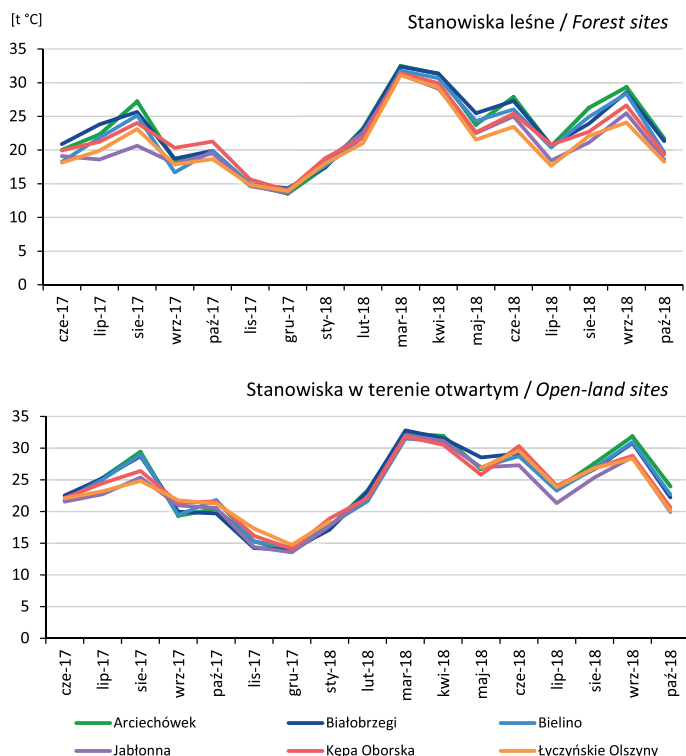 [t °C]
Stanowiska leśne / Forest sites
35
30
25
20
15
10
5
0
cze-17 lip-17 sie-17 wrz-17 paź-17 lis-17 gru-17 sty-18 lut-18 mar-18 kwi-18 maj-18 cze-18 lip-18 sie-18 wrz-18 paź-18
Stanowiska w terenie otwartym / Open-land sites
35
30
25
20
15
10
5
0
cze-17 lip-17 sie-17 wrz-17 paź-17 lis-17 gru-17 sty-18 lut-18 mar-18 kwi-18 maj-18 cze-18 lip-18 sie-18 wrz-18 paź-18
Arciechówek Białobrzegi Bielino
Jabłonna Kępa Oborska Łyczyńskie Olszyny